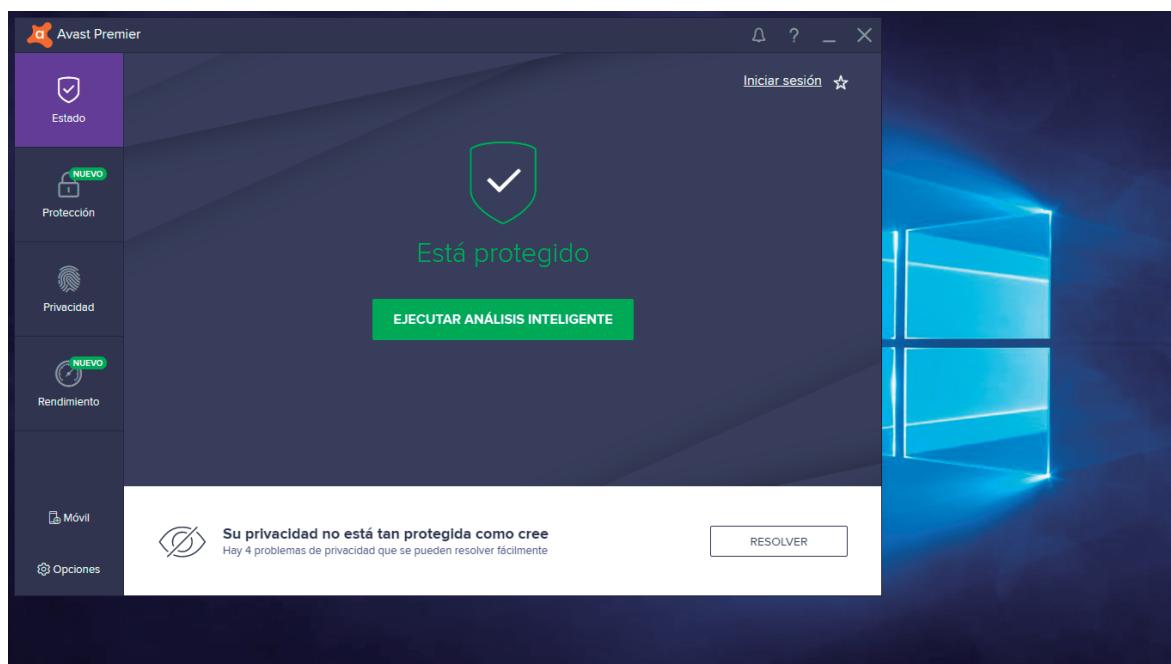 Avast Premier
?
Iniciar sesión
Estado
NUEVO
Protección
Privacidad
NUEVO
Rendimiento
Móvil
Opciones
Está protegido
EJECUTAR ANÁLISIS INTELIGENTE
Su privacidad no está tan protegida como cree
Hay 4 problemas de privacidad que se pueden resolver fácilmente
RESOLVER